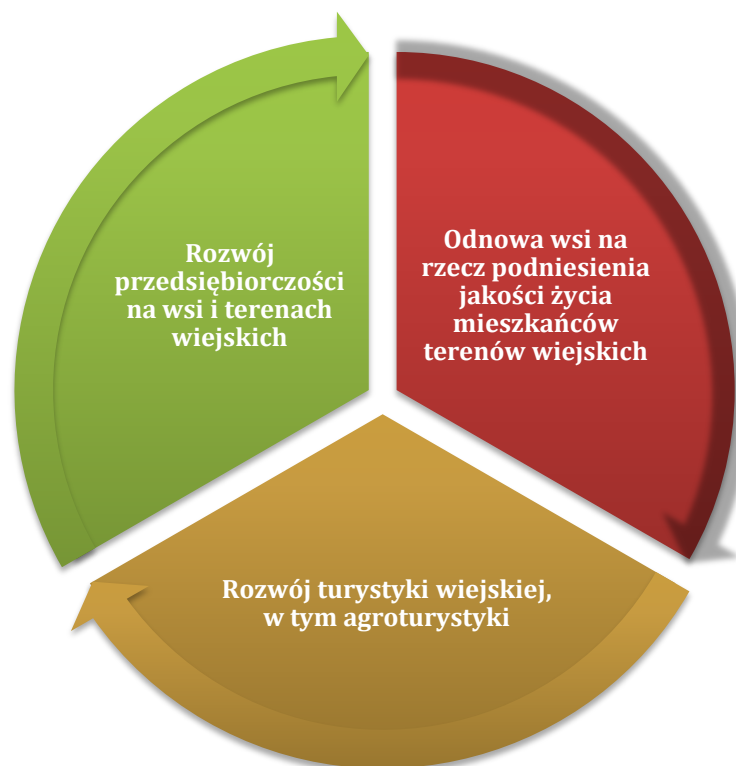 Rozwój
przedsiębiorczości
na wsi i terenach
wiejskich
Odnowa wsi na
rzecz podniesienia
jakości życia
mieszkańców
terenów wiejskich
Rozwój turystyki wiejskiej,
w tym agroturystyki